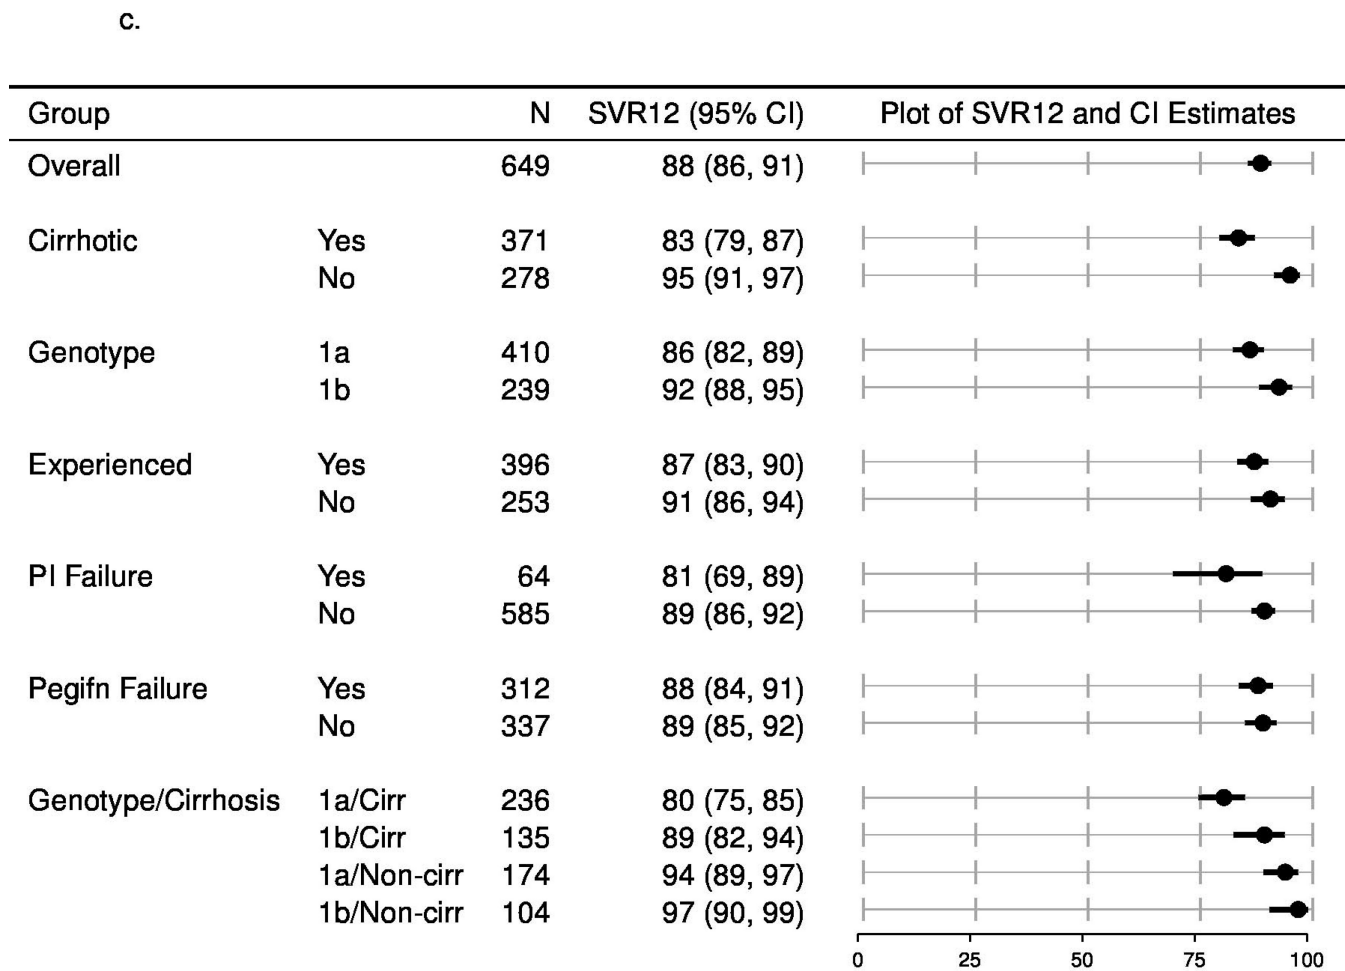 c.
Group N SVR12 (95% CI) Plot of SVR12 and CI Estimates
Overall 649 88 (86, 91)
Cirrhotic Yes 371 83 (79, 87)
No 278 95 (91, 97)
Genotype 1a 410 86 (82, 89)
1b 239 92 (88, 95)
Experienced Yes 396 87 (83, 90)
No 253 91 (86, 94)
PI Failure Yes 64 81 (69, 89)
No 585 89 (86, 92)
Pegifn Failure Yes 312 88 (84, 91)
No 337 89 (85, 92)
Genotype/Cirrhosis 1a/Cirr 236 80 (75, 85)
1b/Cirr 135 89 (82, 94)
1a/Non-cirr 174 94 (89, 97)
1b/Non-cirr 104 97 (90, 99)
0 25 50 75 100